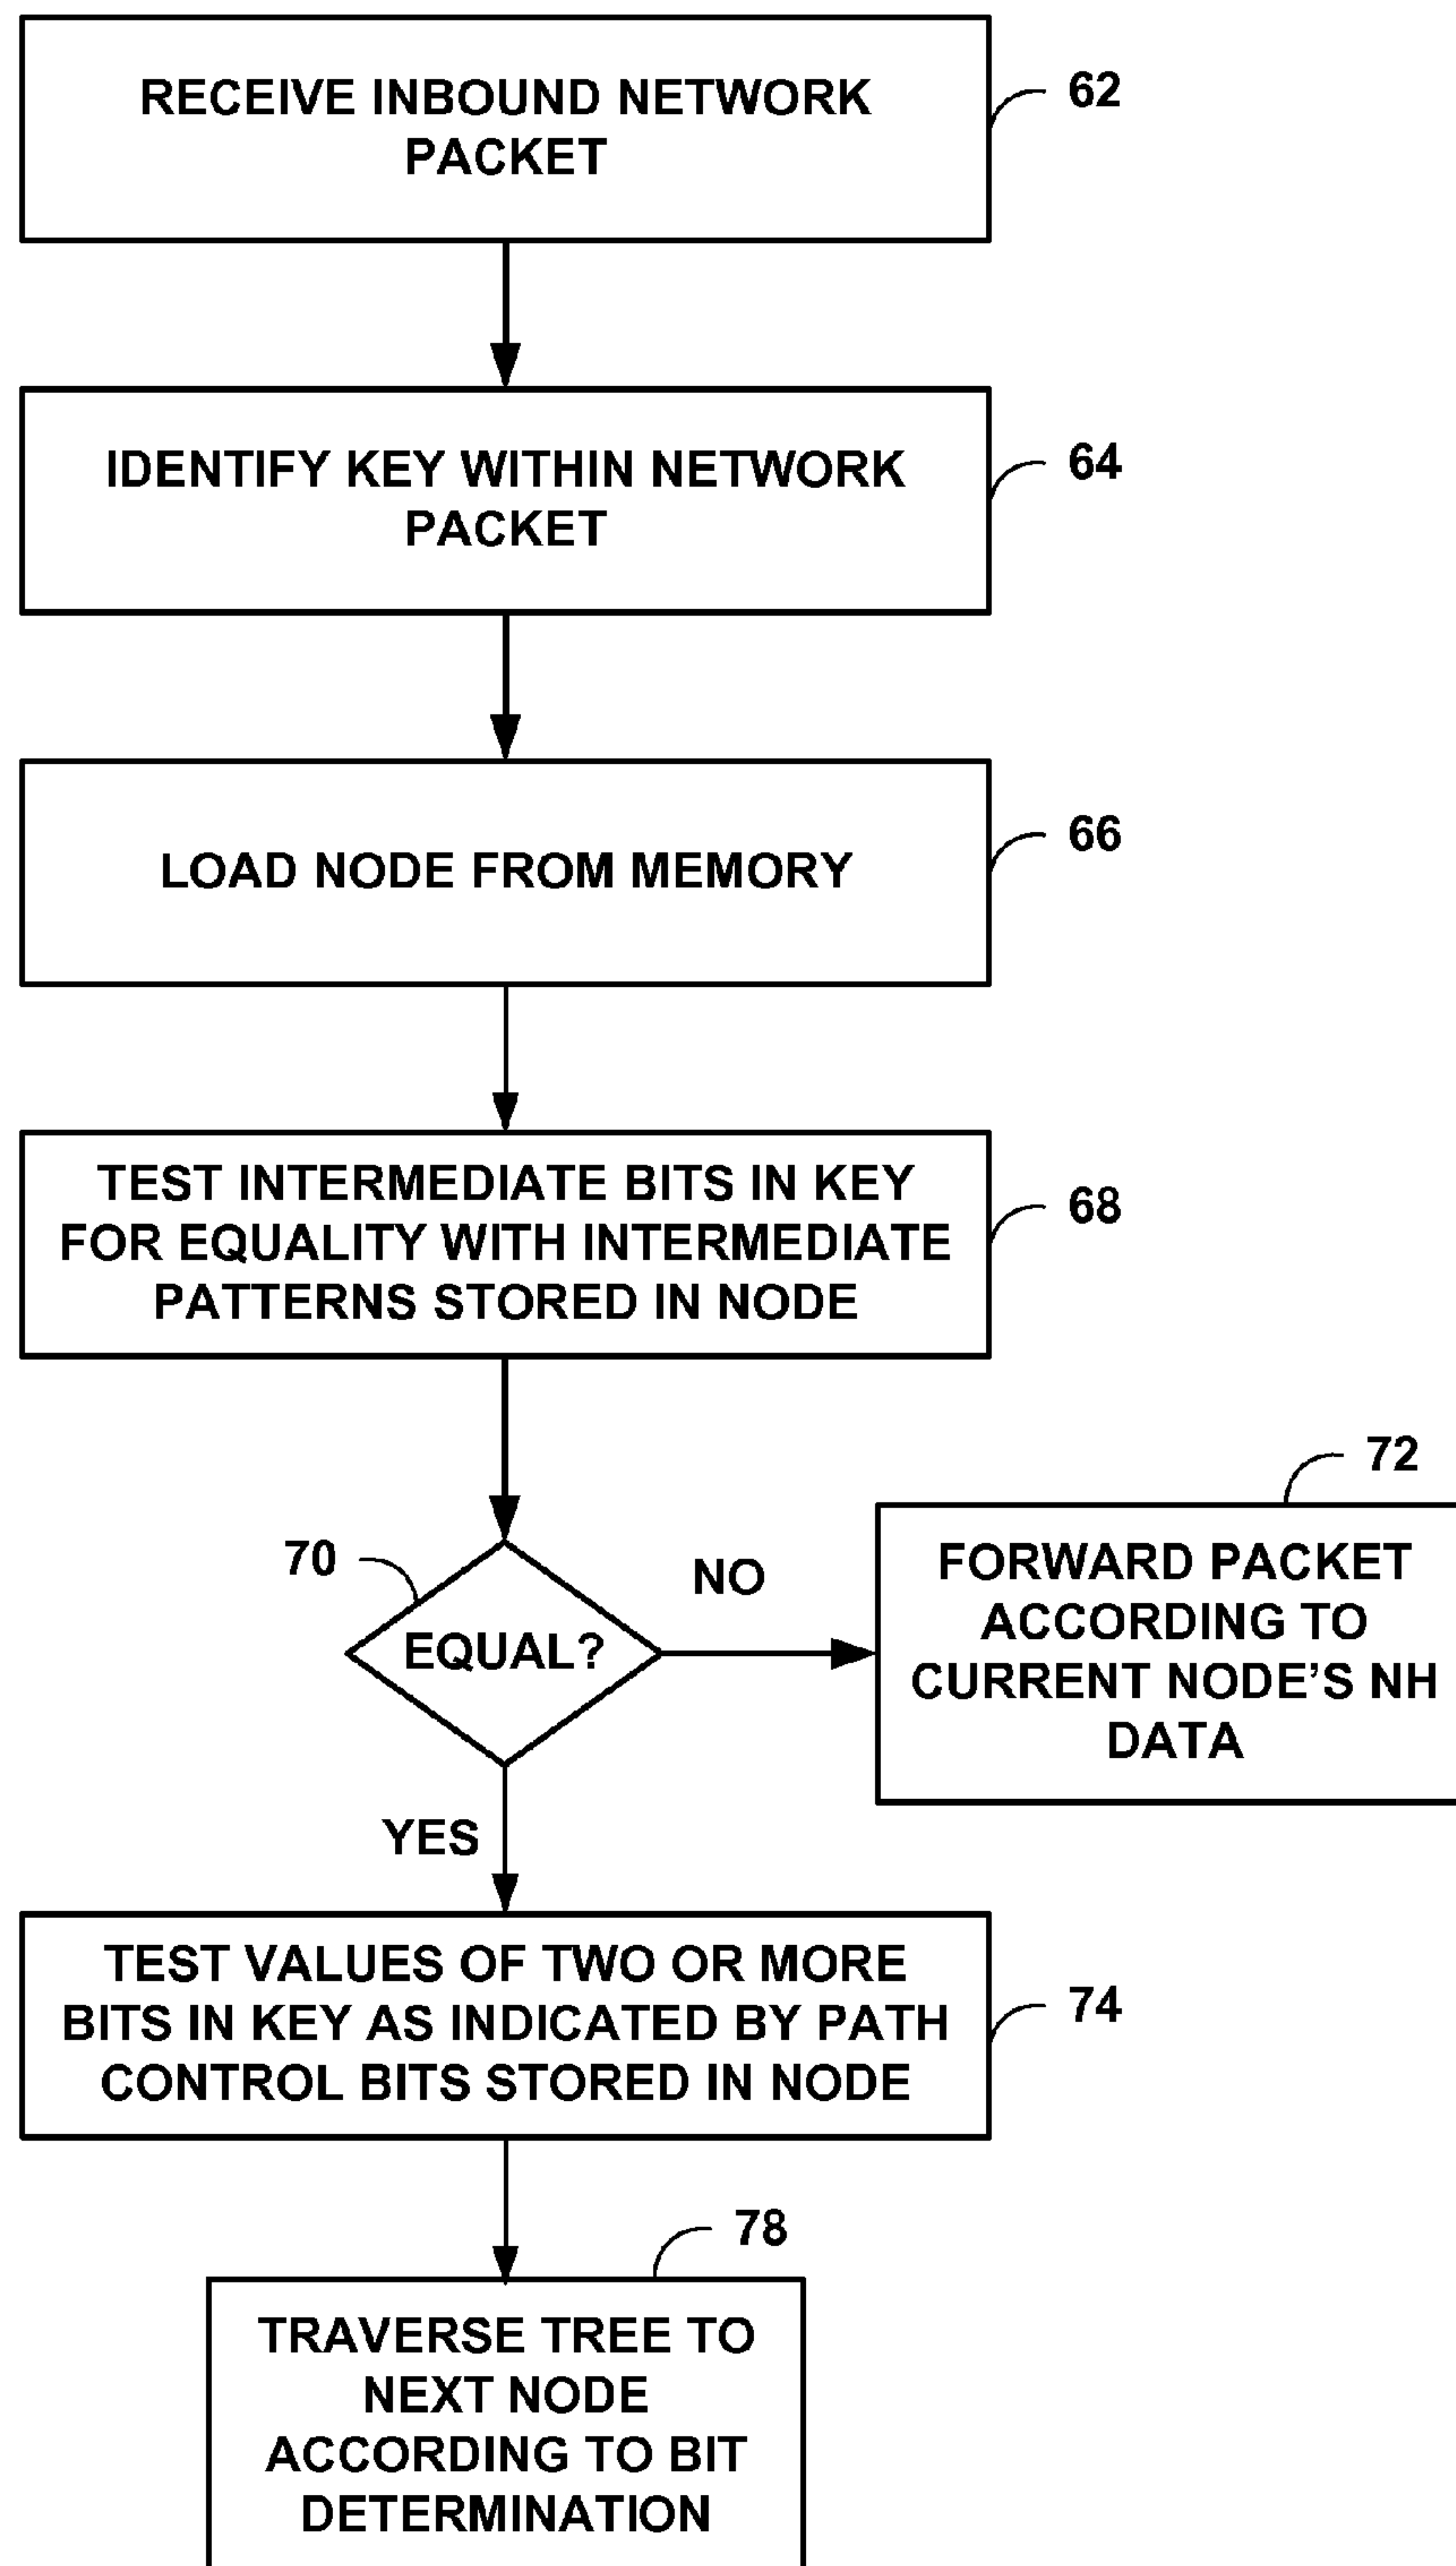 RECEIVE INBOUND NETWORK
PACKET
62
IDENTIFY KEY WITHIN NETWORK
PACKET
64
LOAD NODE FROM MEMORY
66
TEST INTERMEDIATE BITS IN KEY
FOR EQUALITY WITH INTERMEDIATE
PATTERNS STORED IN NODE
68
70
EQUAL?
NO
72
FORWARD PACKET
ACCORDING TO
CURRENT NODE’S NH
DATA
YES
TEST VALUES OF TWO OR MORE
BITS IN KEY AS INDICATED BY PATH
CONTROL BITS STORED IN NODE
74
78
TRAVERSE TREE TO
NEXT NODE
ACCORDING TO BIT
DETERMINATION